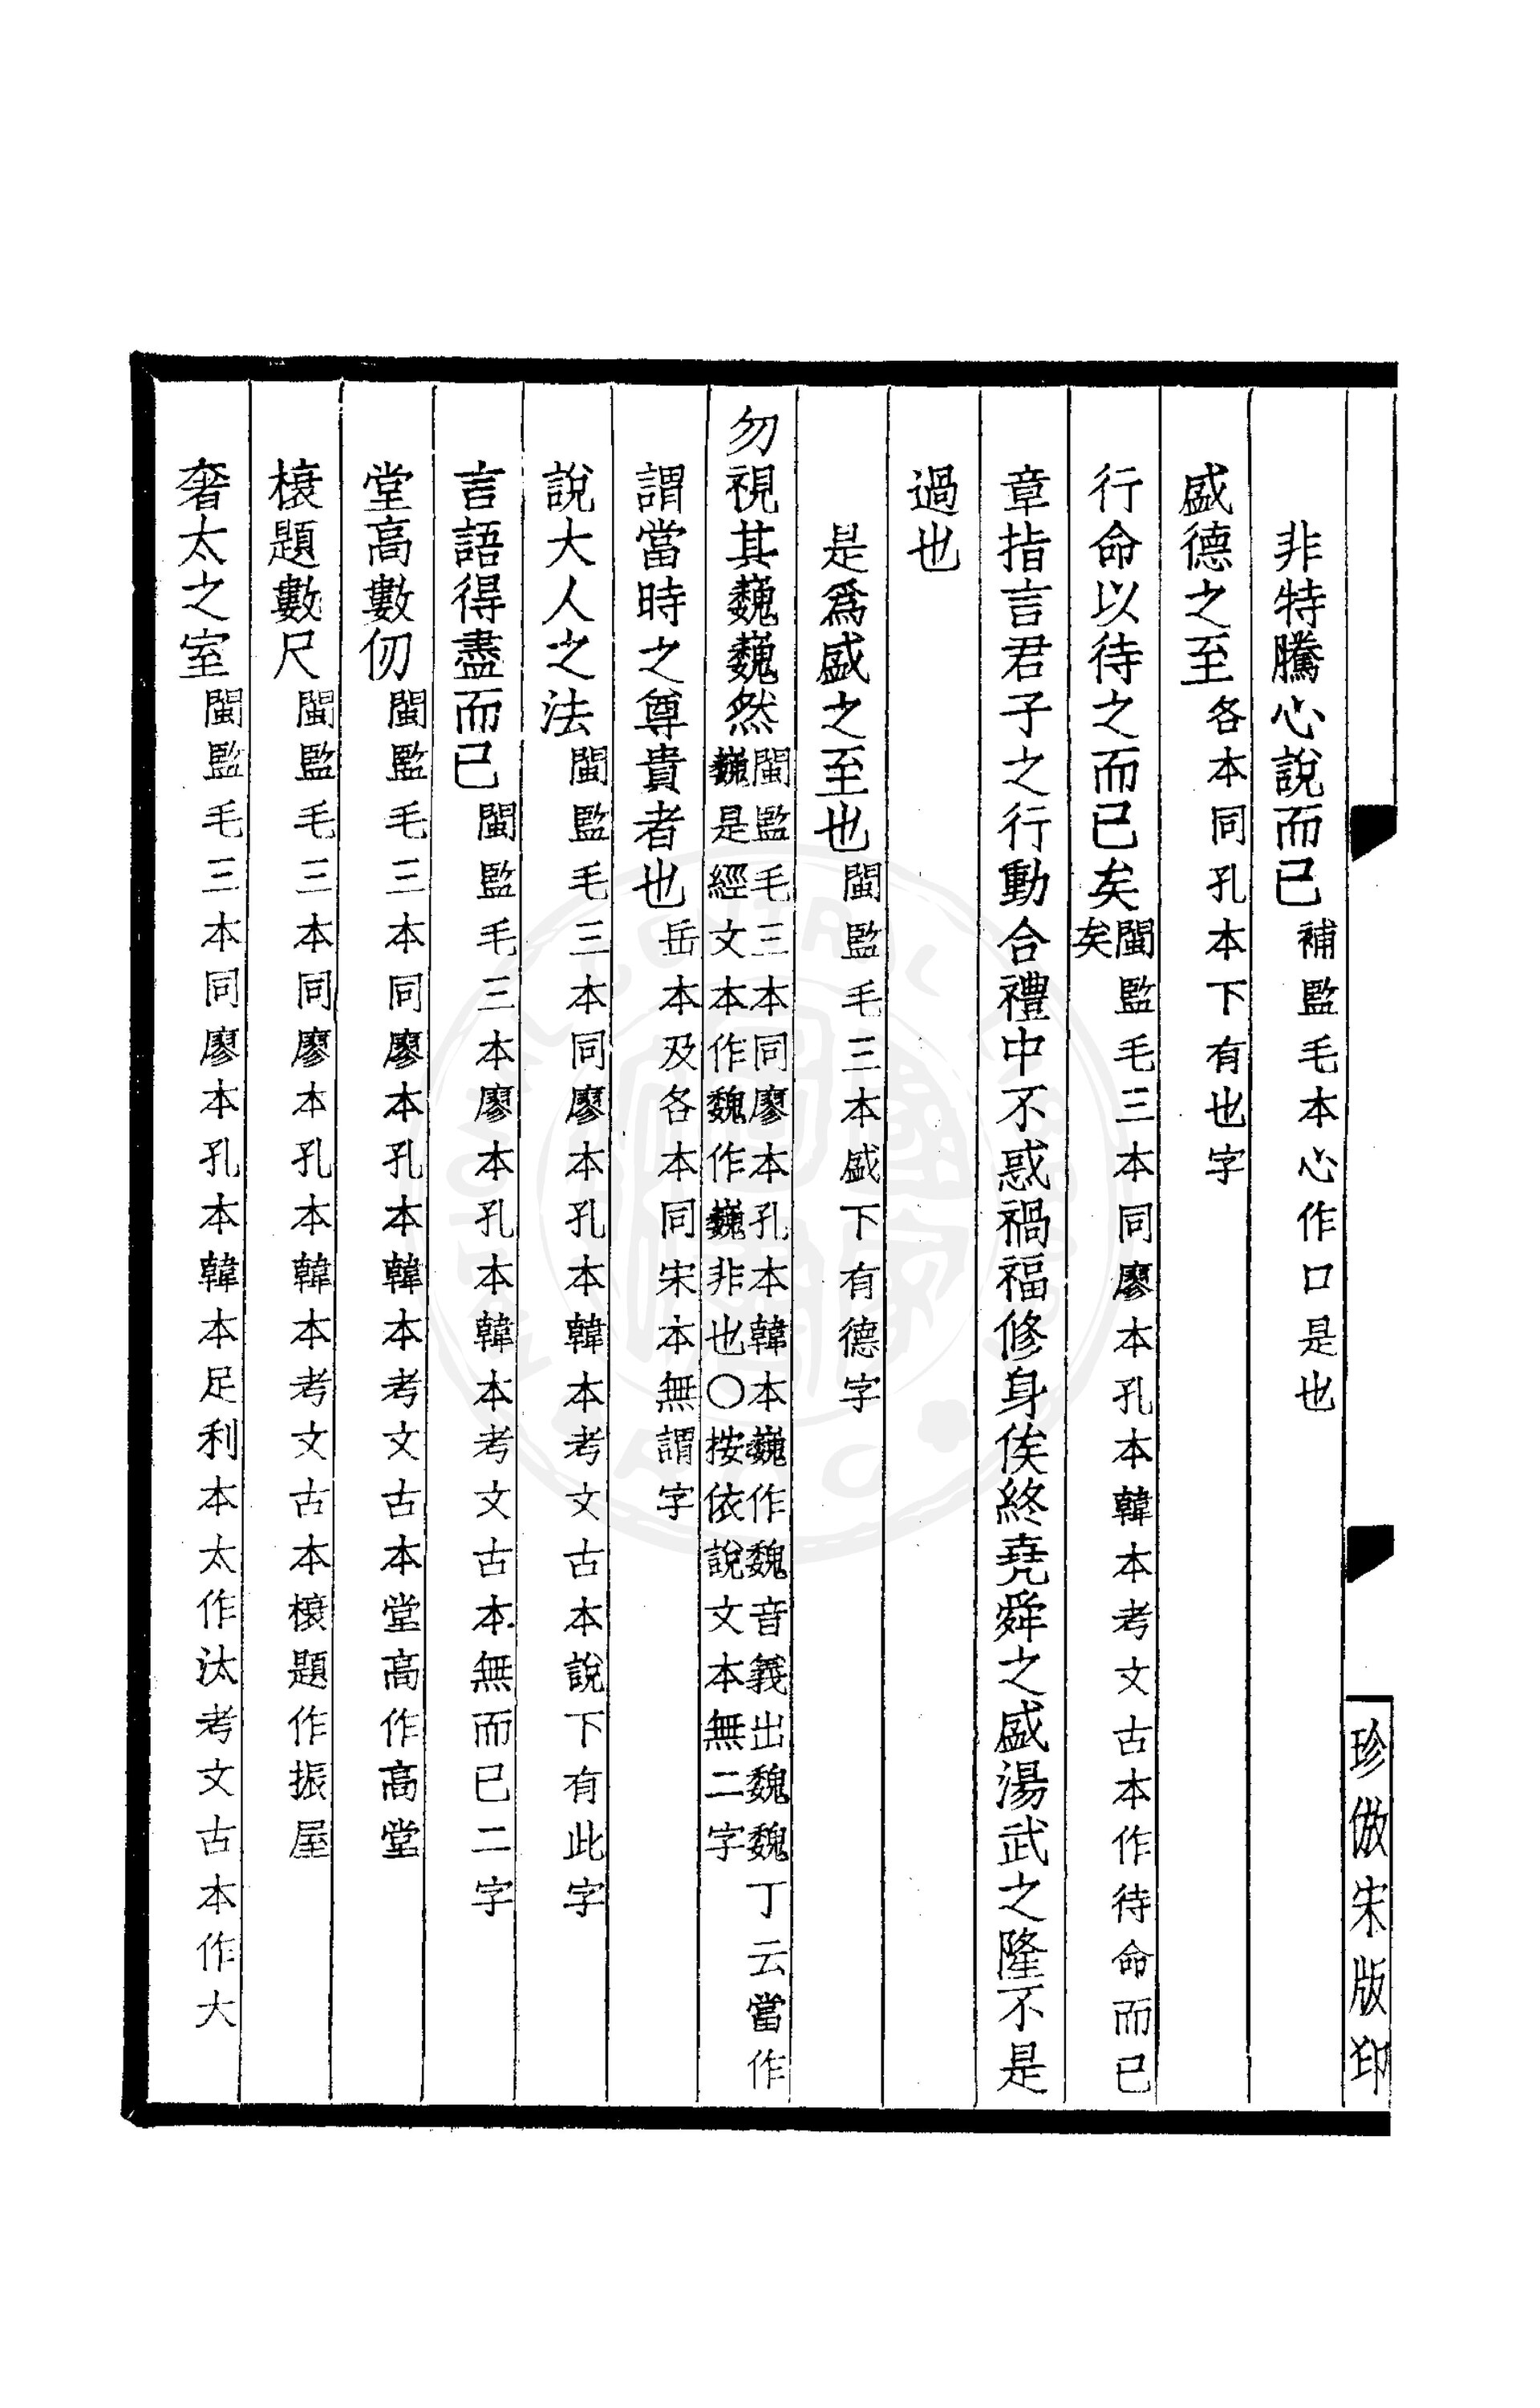 非特騰心說而已補監毛本心作口是也
盛德之至各本同孔本下有也字
行命以待之而已矣閩監毛三本同廖本孔本韓本考文古本作待命而已
矣
章指言君子之行動合禮中不惑禍福修身俟終堯舜之盛湯武之隆不是
過也
是爲盛之至也閩監毛三本盛下有德字
勿視其巍巍然閩監毛三本同廖本孔本韓本巍作魏音義出魏魏丁云當作
巍是經文本作魏作巍非也○按依說文本無二字
謂當時之尊貴者也岳本及各本同宋本無謂字
說大人之法閩監毛三本同廖本孔本韓本考文古本說下有此字
言語得盡而已閩監毛三本廖本孔本韓本考文古本無而已二字
堂高數仞閩監毛三本同廖本孔本韓本考文古本堂高作高堂
榱題數尺閩監毛三本同廖本孔本韓本考文古本榱題作振屋
奢太之室閩監毛三本同廖本孔本韓本足利本太作汰考文古本作大
珍倣宋版印